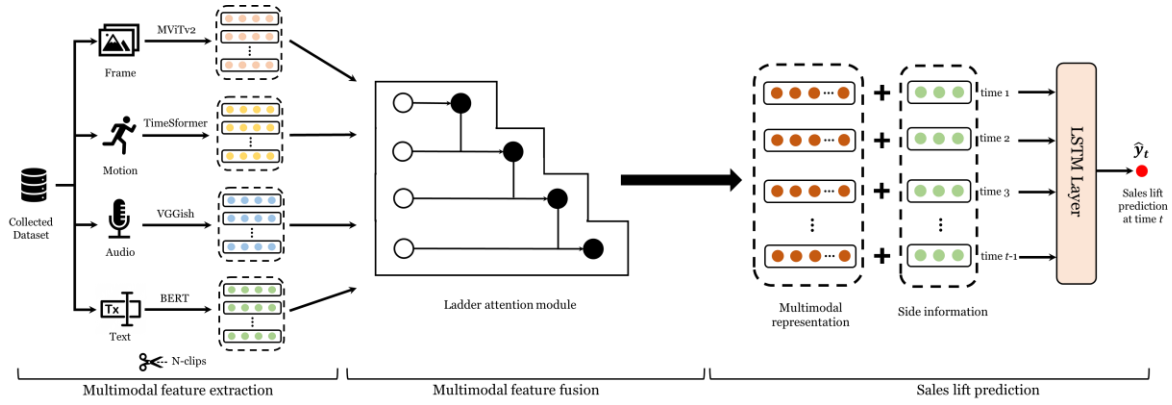 MViTv2
Frame
TimeSformer
Motion
Collected
Dataset
VGGish
Audio
BERT
Tx
Text
N-clips
Multimodal feature extraction
Ladder attention module
Multimodal feature fusion
time 1
time 2
time 3
time t-1
Multimodal
representation
Side information
LSTM Layer
ŷₜ
Sales lift
prediction
at time t
Sales lift prediction